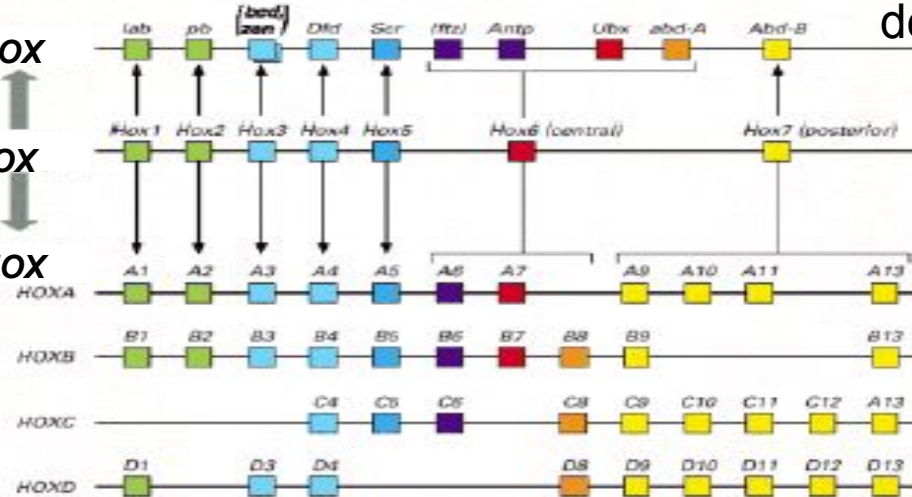 de
[bcd,
lab pb zen] Dfd Scr (ftz) Antp Ubx abd-A Abd-B
OX
Hox1 Hox2 Hox3 Hox4 Hox5 Hox6 (central) Hox7 (posterior)
OX
OX
A1 A2 A3 A4 A5 A6 A7 A9 A10 A11 A13
HOXA
B1 B2 B3 B4 B5 B6 B7 B8 B9 B13
HOXB
C4 C5 C6 C8 C9 C10 C11 C12 A13
HOXC
D1 D3 D4 D8 D9 D10 D11 D12 D13
HOXD